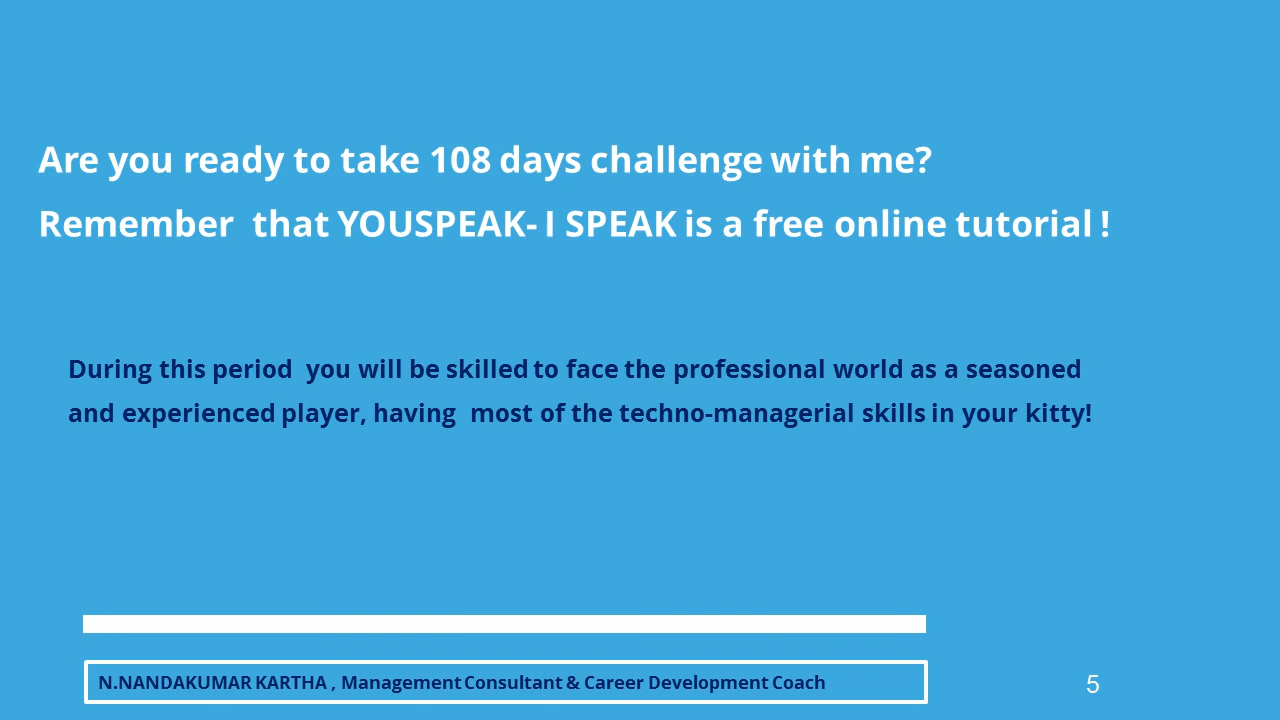 Are you ready to take 108 days challenge with me?
Remember that YOUSPEAK- I SPEAK is a free online tutorial !
During this period you will be skilled to face the professional world as a seasoned
and experienced player, having most of the techno-managerial skills in your kitty!
N.NANDAKUMAR KARTHA , Management Consultant & Career Development Coach
5